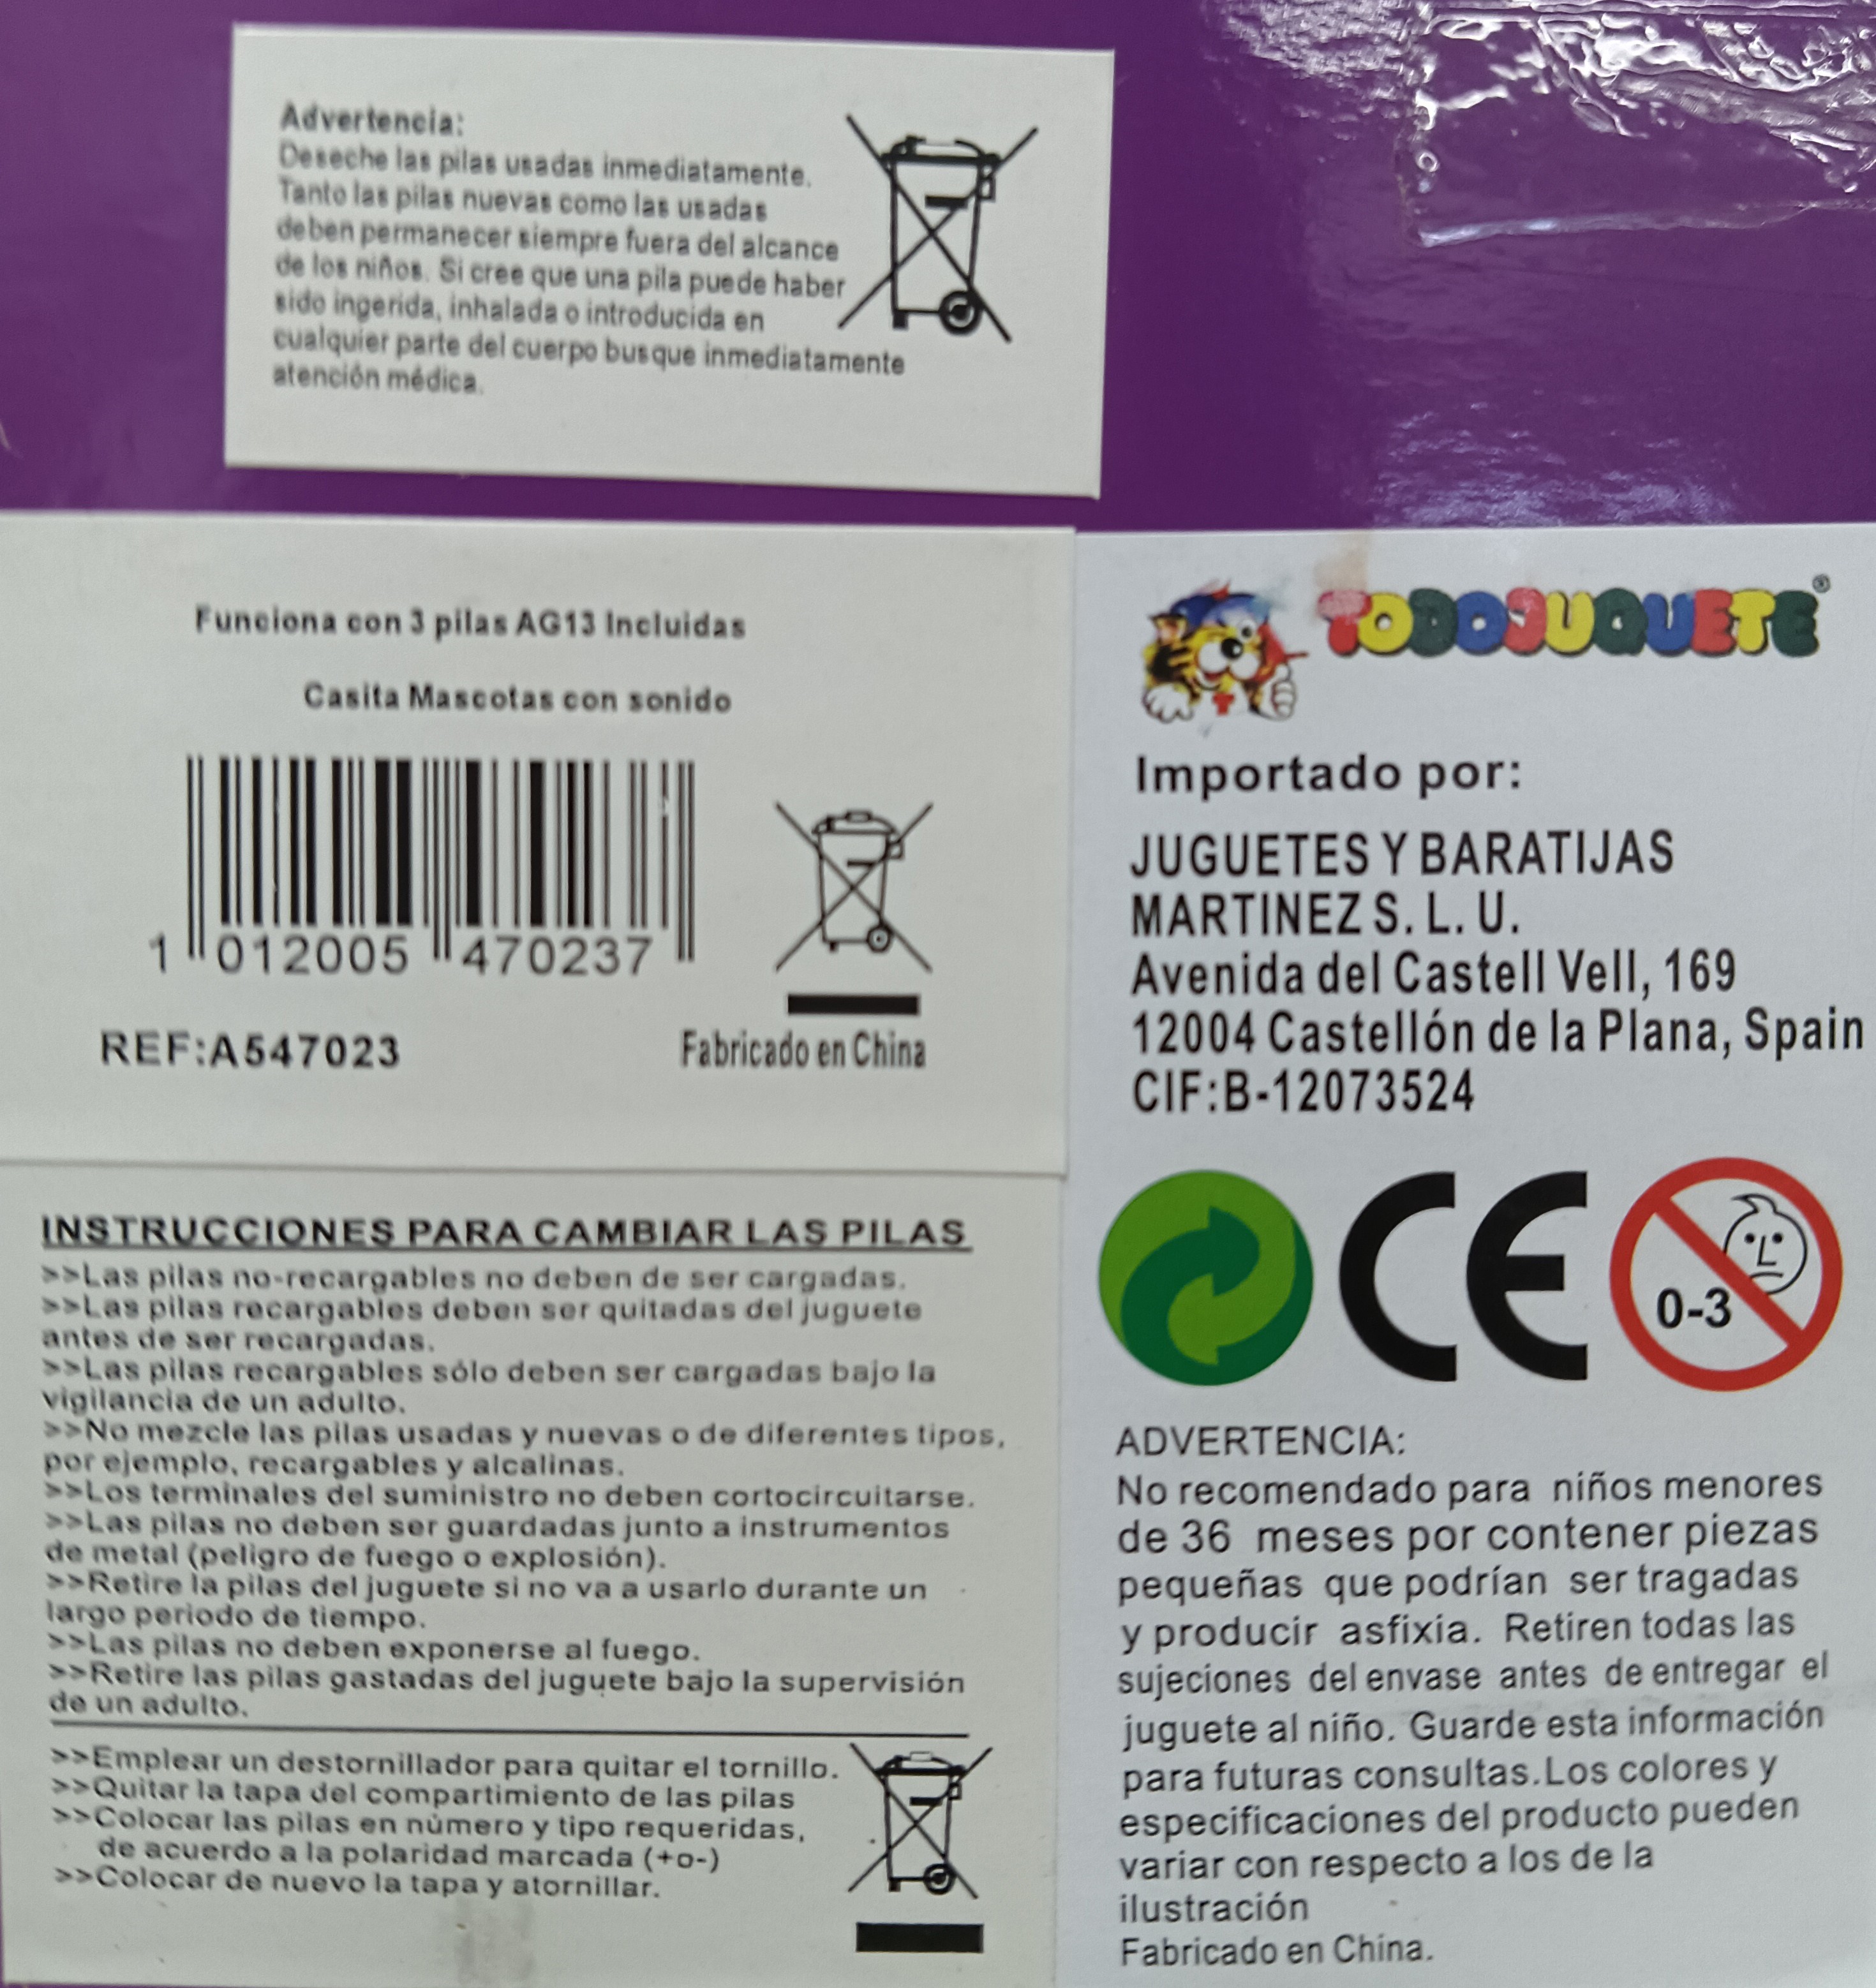 Advertencia:
Deseche las pilas usadas inmediatamente.
Tanto las pilas nuevas como las usadas
deben permanecer siempre fuera del alcance
de los niños. Si cree que una pila puede haber
sido ingerida, inhalada o introducida en
cualquier parte del cuerpo busque inmediatamente
atención médica.
Funciona con 3 pilas AG13 Incluidas
Casita Mascotas con sonido
1 012005 470237
REF:A547023
Fabricado en China
INSTRUCCIONES PARA CAMBIAR LAS PILAS
>>Las pilas no-recargables no deben de ser cargadas.
>>Las pilas recargables deben ser quitadas del juguete
antes de ser recargadas.
>>Las pilas recargables sólo deben ser cargadas bajo la
vigilancia de un adulto.
>>No mezcle las pilas usadas y nuevas o de diferentes tipos,
por ejemplo, recargables y alcalinas.
>>Los terminales del suministro no deben cortocircuitarse.
>>Las pilas no deben ser guardadas junto a instrumentos
de metal (peligro de fuego o explosión).
>>Retire la pilas del juguete si no va a usarlo durante un
largo periodo de tiempo.
>>Las pilas no deben exponerse al fuego.
>>Retire las pilas gastadas del juguete bajo la supervisión
de un adulto.
>>Emplear un destornillador para quitar el tornillo.
>>Quitar la tapa del compartimiento de las pilas
>>Colocar las pilas en número y tipo requeridas,
de acuerdo a la polaridad marcada (+o-)
>>Colocar de nuevo la tapa y atornillar.
TODOJUQUETE®
Importado por:
JUGUETES Y BARATIJAS
MARTINEZ S. L. U.
Avenida del Castell Vell, 169
12004 Castellón de la Plana, Spain
CIF:B-12073524
CE
0-3
ADVERTENCIA:
No recomendado para niños menores
de 36 meses por contener piezas
pequeñas que podrían ser tragadas
y producir asfixia. Retiren todas las
sujeciones del envase antes de entregar el
juguete al niño. Guarde esta información
para futuras consultas.Los colores y
especificaciones del producto pueden
variar con respecto a los de la
ilustración
Fabricado en China.